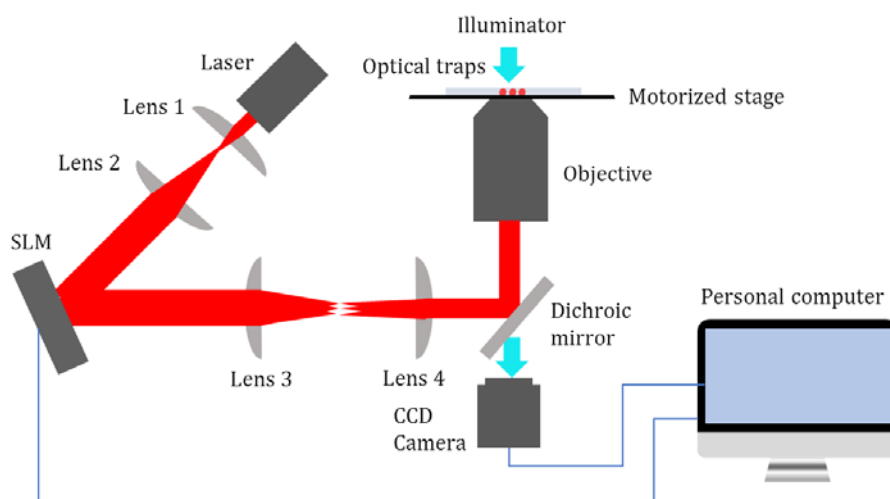 Illuminator
Laser
Optical traps
Lens 1
Motorized stage
Lens 2
Objective
SLM
Personal computer
Dichroic
mirror
Lens 3
Lens 4
CCD
Camera